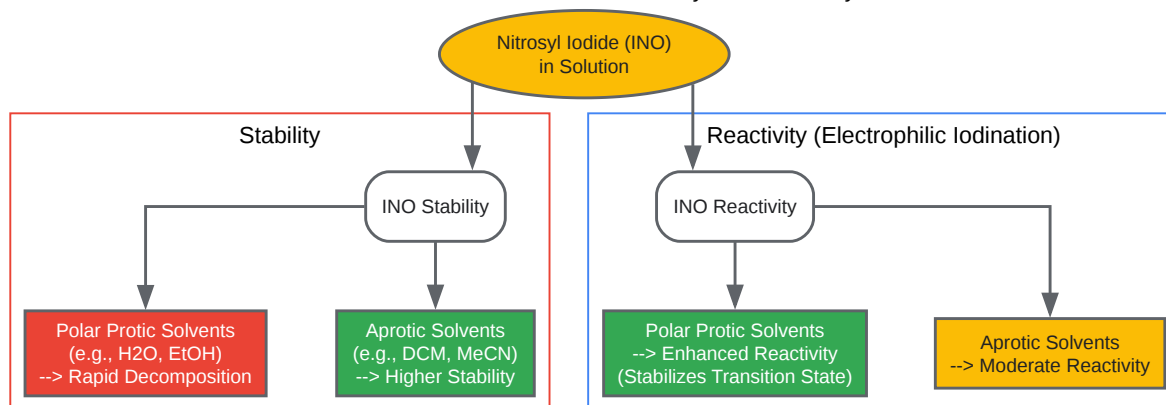 Nitrosyl Iodide (INO)
in Solution
Stability
Reactivity (Electrophilic Iodination)
INO Stability
INO Reactivity
Polar Protic Solvents
(e.g., H2O, EtOH)
--> Rapid Decomposition
Aprotic Solvents
(e.g., DCM, MeCN)
--> Higher Stability
Polar Protic Solvents
--> Enhanced Reactivity
(Stabilizes Transition State)
Aprotic Solvents
--> Moderate Reactivity